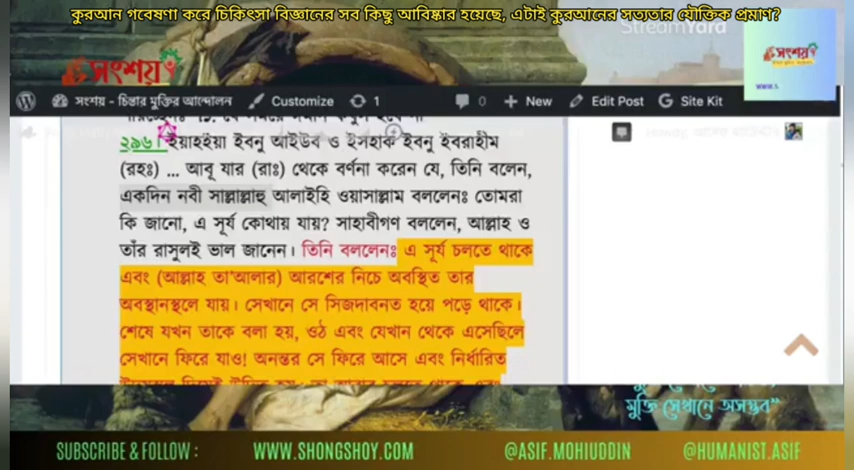 কুরআন গবেষণা করে চিকিৎসা বিজ্ঞানের সব কিছু আবিষ্কার হয়েছে, এটাই কুরআনের সত্যতার যৌক্তিক প্রমাণ?
StreamYard
সংশয়
সংশয় - চিন্তার মুক্তির আন্দোলন Customize 1 0 + New Edit Post Site Kit
২৯৬। ইয়াহইয়া ইবনু আইউব ও ইসহাক ইবনু ইবরাহীম
(রহঃ) ... আবূ যার (রাঃ) থেকে বর্ণনা করেন যে, তিনি বলেন,
একদিন নবী সাল্লাল্লাহু আলাইহি ওয়াসাল্লাম বললেনঃ তোমরা
কি জানো, এ সূর্য কোথায় যায়? সাহাবীগণ বললেন, আল্লাহ ও
তাঁর রাসুলই ভাল জানেন। তিনি বললেনঃ এ সূর্য চলতে থাকে
এবং (আল্লাহ তা'আলার) আরশের নিচে অবস্থিত তার
অবস্থানস্থলে যায়। সেখানে সে সিজদাবনত হয়ে পড়ে থাকে।
শেষে যখন তাকে বলা হয়, ওঠ এবং যেখান থেকে এসেছিলে
সেখানে ফিরে যাও! অনন্তর সে ফিরে আসে এবং নির্ধারিত
মুক্তি সেখানে অসম্ভব"
SUBSCRIBE & FOLLOW : WWW.SHONGSHOY.COM @ASIF.MOHIUDDIN @HUMANIST.ASIF